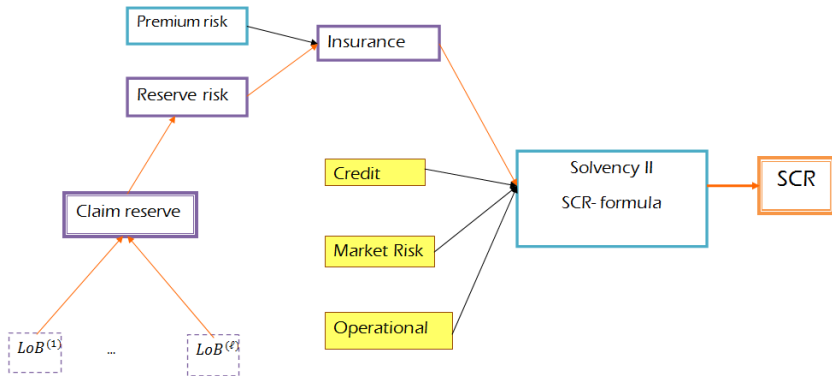 Premium risk
Insurance
Reserve risk
Solvency II
SCR- formula
SCR
Credit
Claim reserve
Market Risk
Operational
LoB⁽¹⁾ ... LoB⁽ℓ⁾